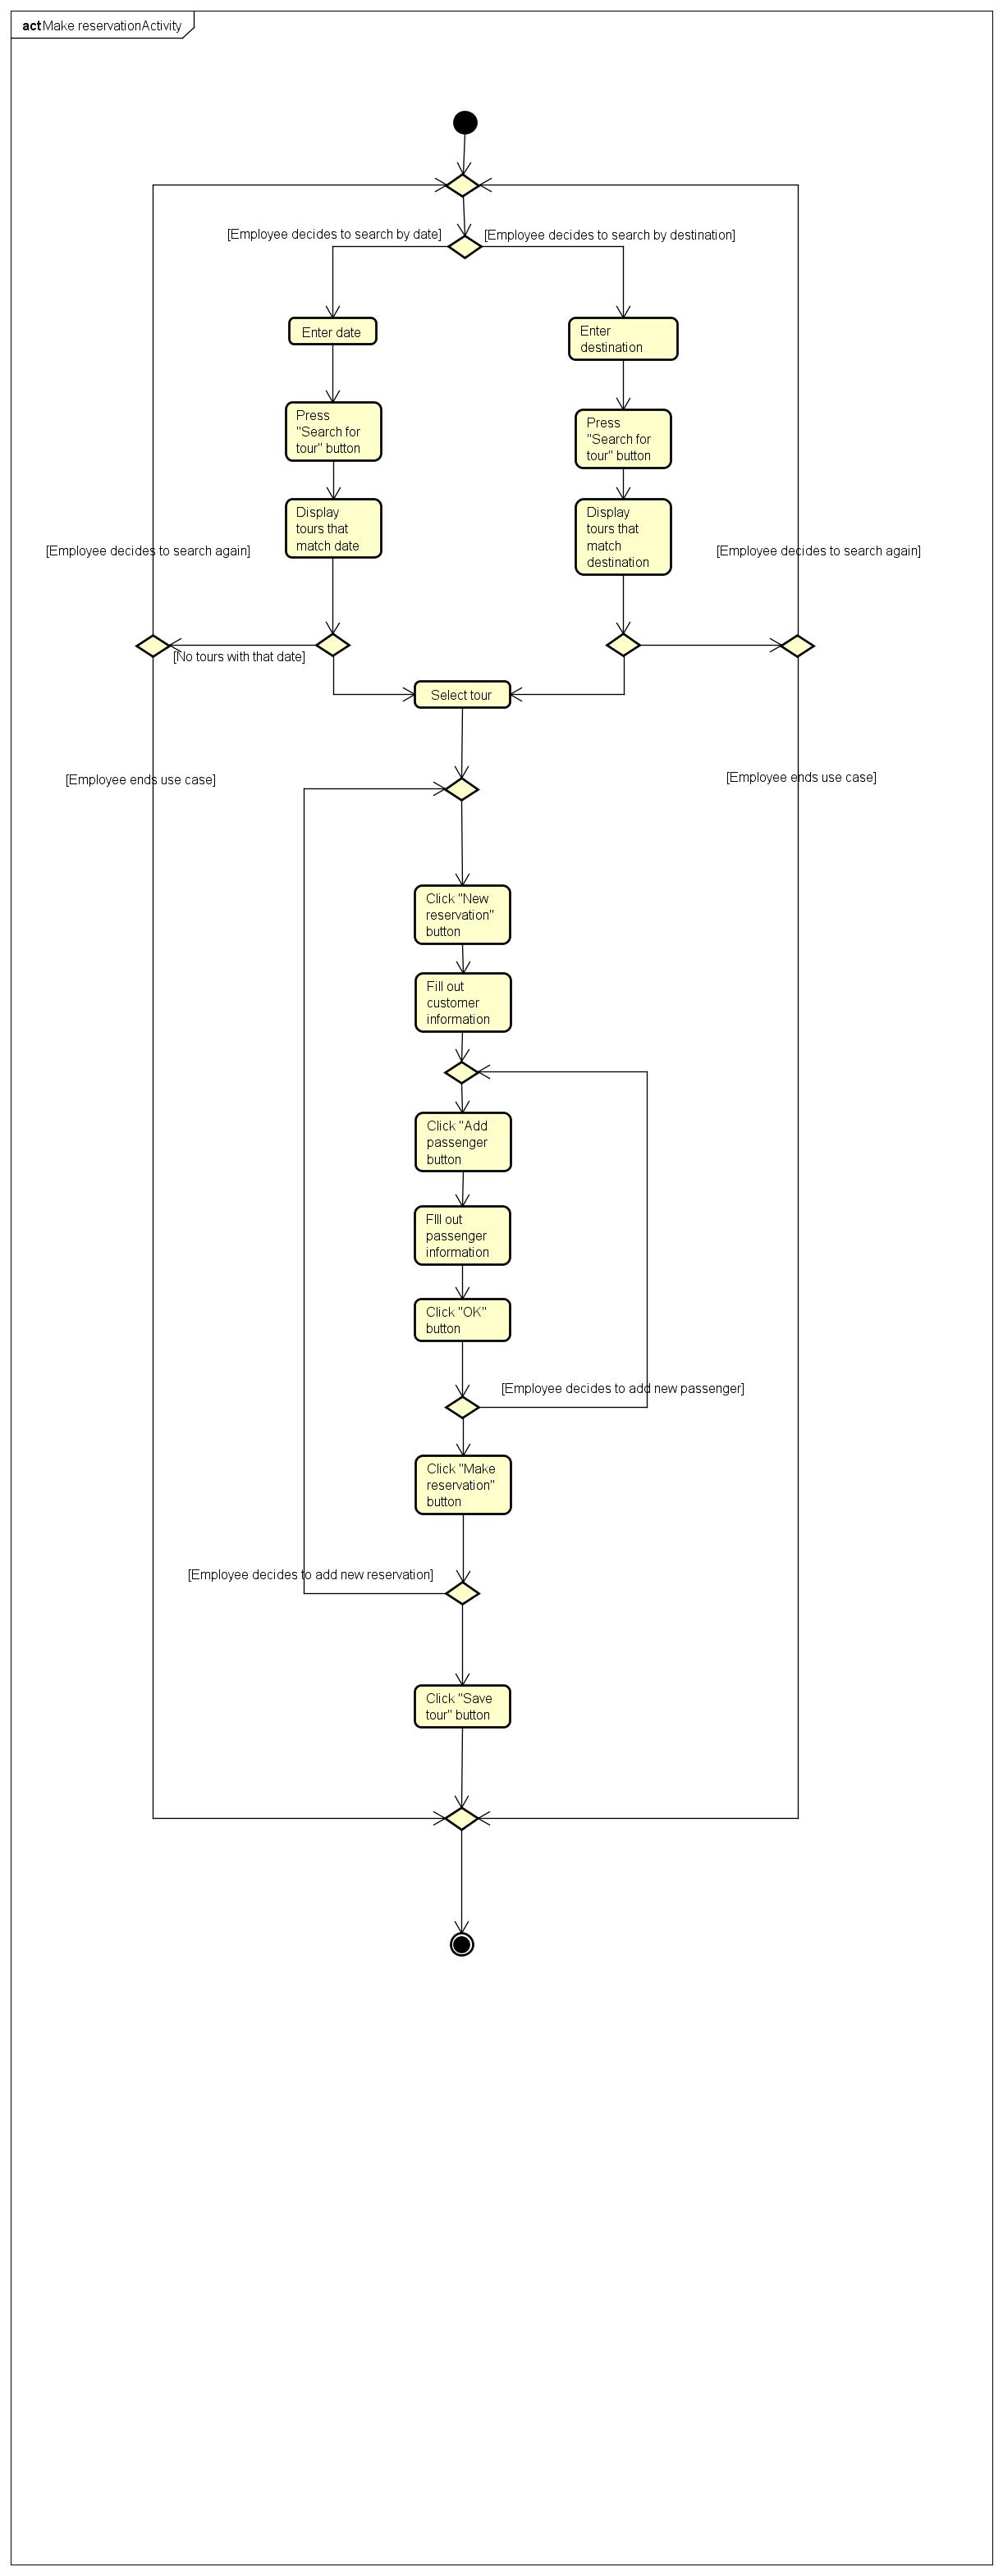 act Make reservationActivity
[Employee decides to search by date]
[Employee decides to search by destination]
Enter date
Enter
destination
Press
"Search for
tour" button
Press
"Search for
tour" button
Display
tours that
match date
Display
tours that
match
destination
[Employee decides to search again]
[Employee decides to search again]
[No tours with that date]
Select tour
[Employee ends use case]
[Employee ends use case]
Click "New
reservation"
button
Fill out
customer
information
Click "Add
passenger
button
FIll out
passenger
information
Click "OK"
button
[Employee decides to add new passenger]
Click "Make
reservation"
button
[Employee decides to add new reservation]
Click "Save
tour" button